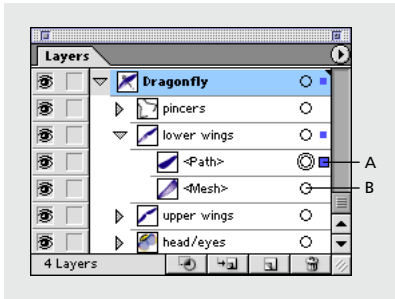 Layers
Dragonfly
pincers
lower wings
<Path>
A
<Mesh>
B
upper wings
head/eyes
4 Layers